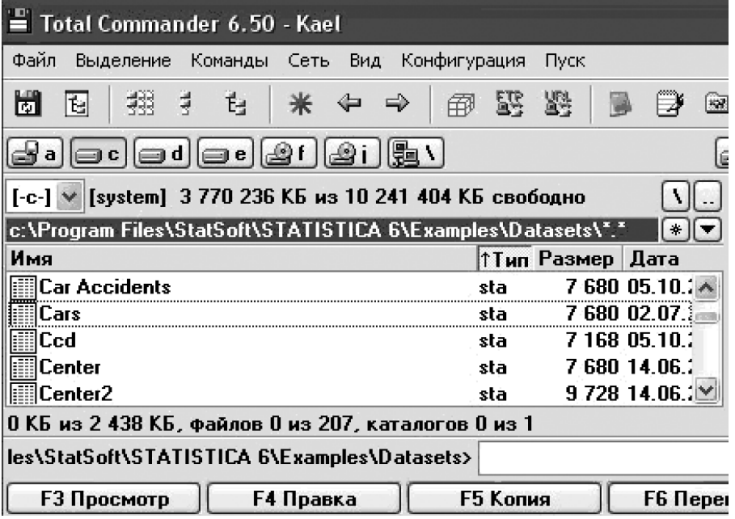 Total Commander 6.50 - Kael
Файл Выделение Команды Сеть Вид Конфигурация Пуск
FTP URL
a c d e f i \
[-c-] [system] 3 770 236 КБ из 10 241 404 КБ свободно \ ..
c:\Program Files\StatSoft\STATISTICA 6\Examples\Datasets\*.* *
Имя ↑Тип Размер Дата
Car Accidents sta 7 680 05.10.
Cars sta 7 680 02.07.
Ccd sta 7 168 05.10.
Center sta 7 680 14.06.
Center2 sta 9 728 14.06.
0 КБ из 2 438 КБ, файлов 0 из 207, каталогов 0 из 1
les\StatSoft\STATISTICA 6\Examples\Datasets>
F3 Просмотр F4 Правка F5 Копия F6 Пере